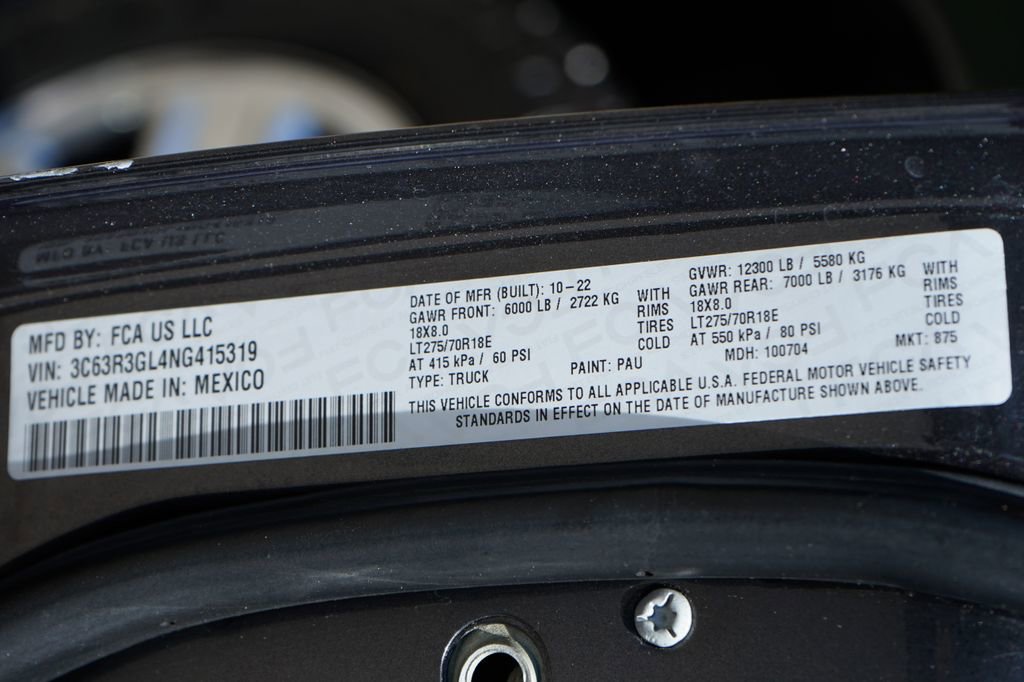 MFD BY: FCA US LLC
VIN: 3C63R3GL4NG415319
VEHICLE MADE IN: MEXICO
DATE OF MFR (BUILT): 10-22
GAWR FRONT: 6000 LB / 2722 KG WITH
18X8.0 RIMS
LT275/70R18E TIRES
AT 415 kPa / 60 PSI COLD
TYPE: TRUCK PAINT: PAU
GVWR: 12300 LB / 5580 KG
GAWR REAR: 7000 LB / 3176 KG WITH
18X8.0 RIMS
LT275/70R18E TIRES
AT 550 kPa / 80 PSI COLD
MDH: 100704 MKT: 875
THIS VEHICLE CONFORMS TO ALL APPLICABLE U.S.A. FEDERAL MOTOR VEHICLE SAFETY
STANDARDS IN EFFECT ON THE DATE OF MANUFACTURE SHOWN ABOVE.